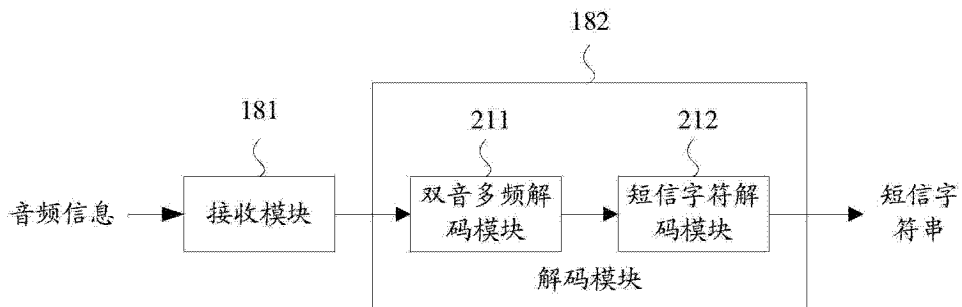 182
181
211
212
音频信息
接收模块
双音多频解
码模块
短信字符解
码模块
短信字
符串
解码模块